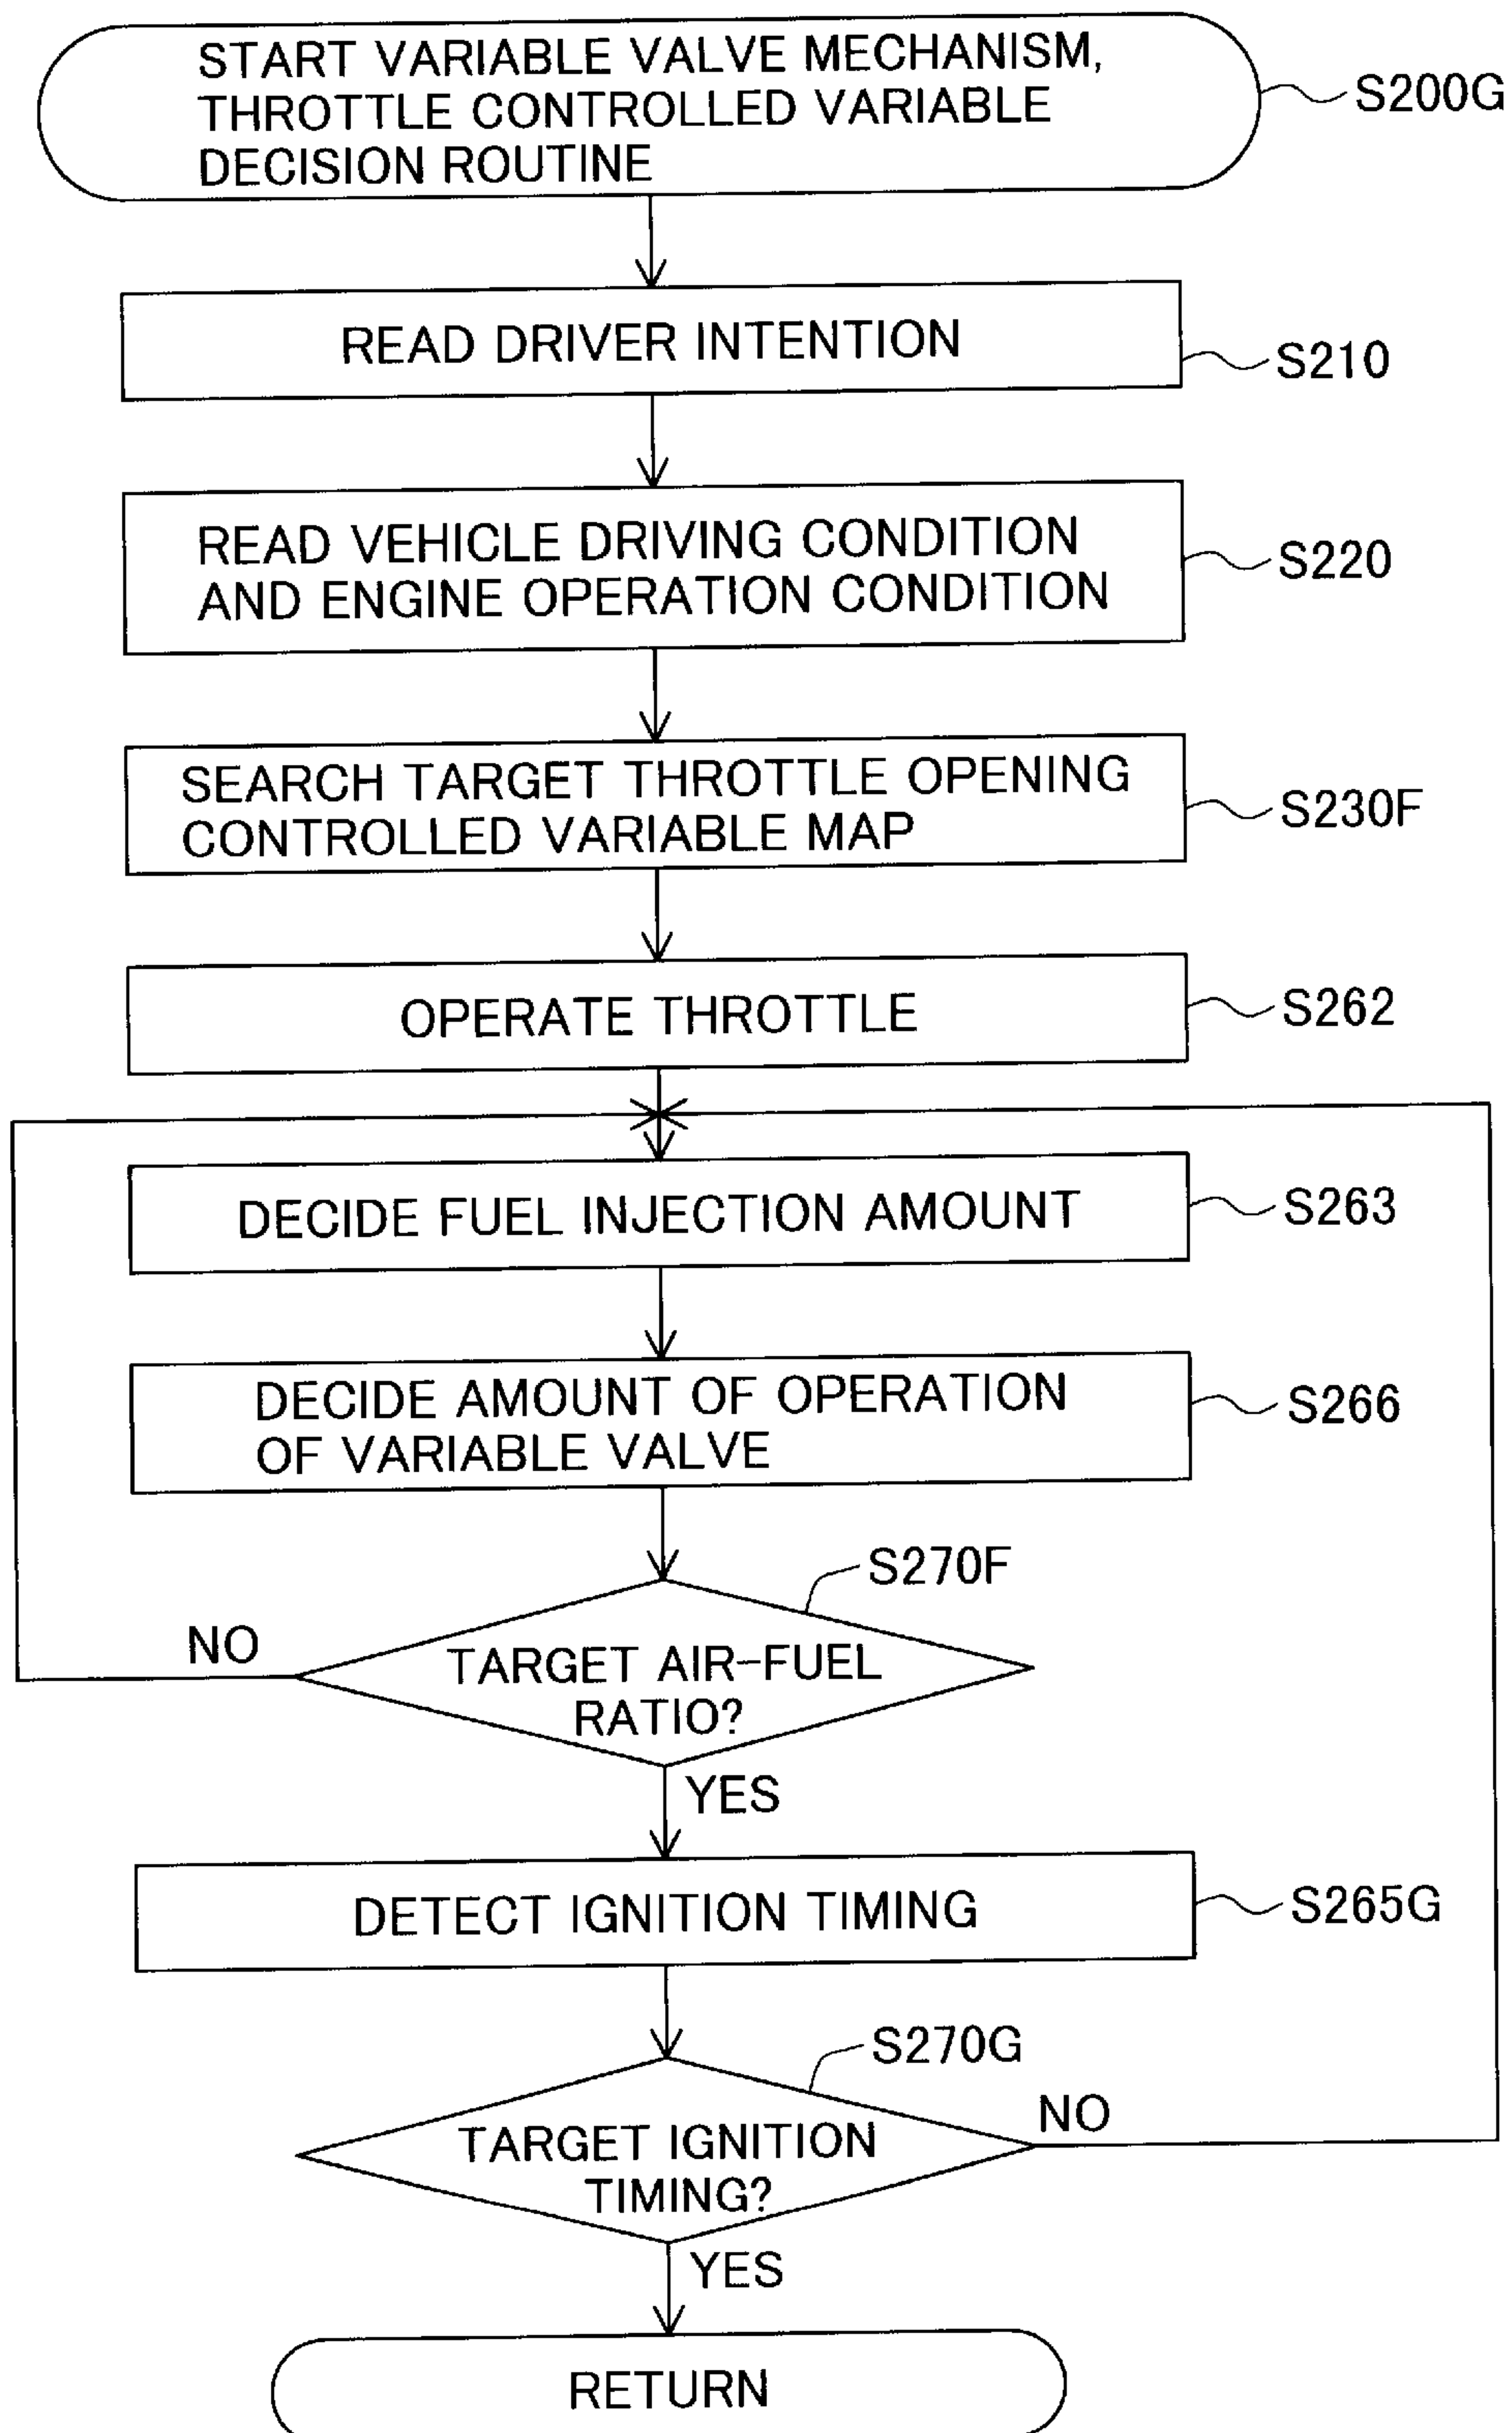 START VARIABLE VALVE MECHANISM,
THROTTLE CONTROLLED VARIABLE
DECISION ROUTINE
S200G
READ DRIVER INTENTION
S210
READ VEHICLE DRIVING CONDITION
AND ENGINE OPERATION CONDITION
S220
SEARCH TARGET THROTTLE OPENING
CONTROLLED VARIABLE MAP
S230F
OPERATE THROTTLE
S262
DECIDE FUEL INJECTION AMOUNT
S263
DECIDE AMOUNT OF OPERATION
OF VARIABLE VALVE
S266
S270F
NO
TARGET AIR-FUEL
RATIO?
YES
DETECT IGNITION TIMING
S265G
S270G
NO
TARGET IGNITION
TIMING?
YES
RETURN